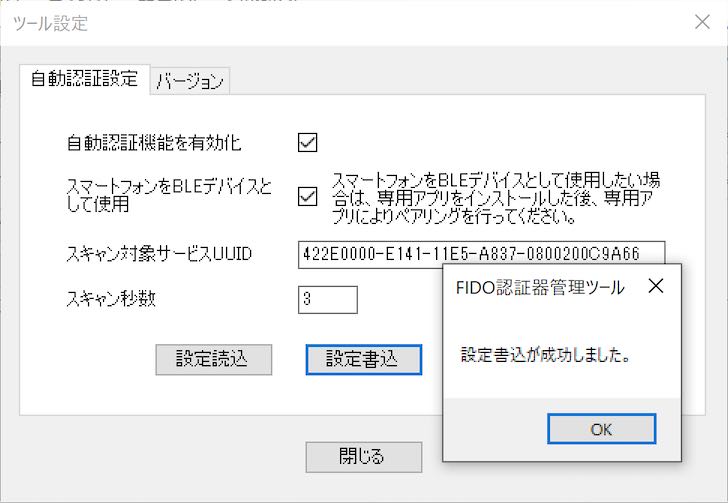 ツール設定
自動認証設定
バージョン
自動認証機能を有効化
スマートフォンをBLEデバイスと
して使用
スマートフォンをBLEデバイスとして使用したい場
合は、専用アプリをインストールした後、専用ア
プリによりペアリングを行ってください。
スキャン対象サービスUUID
422E0000-E141-11E5-A837-0800200C9A66
スキャン秒数
3
設定読込
設定書込
閉じる
FIDO認証器管理ツール
設定書込が成功しました。
OK